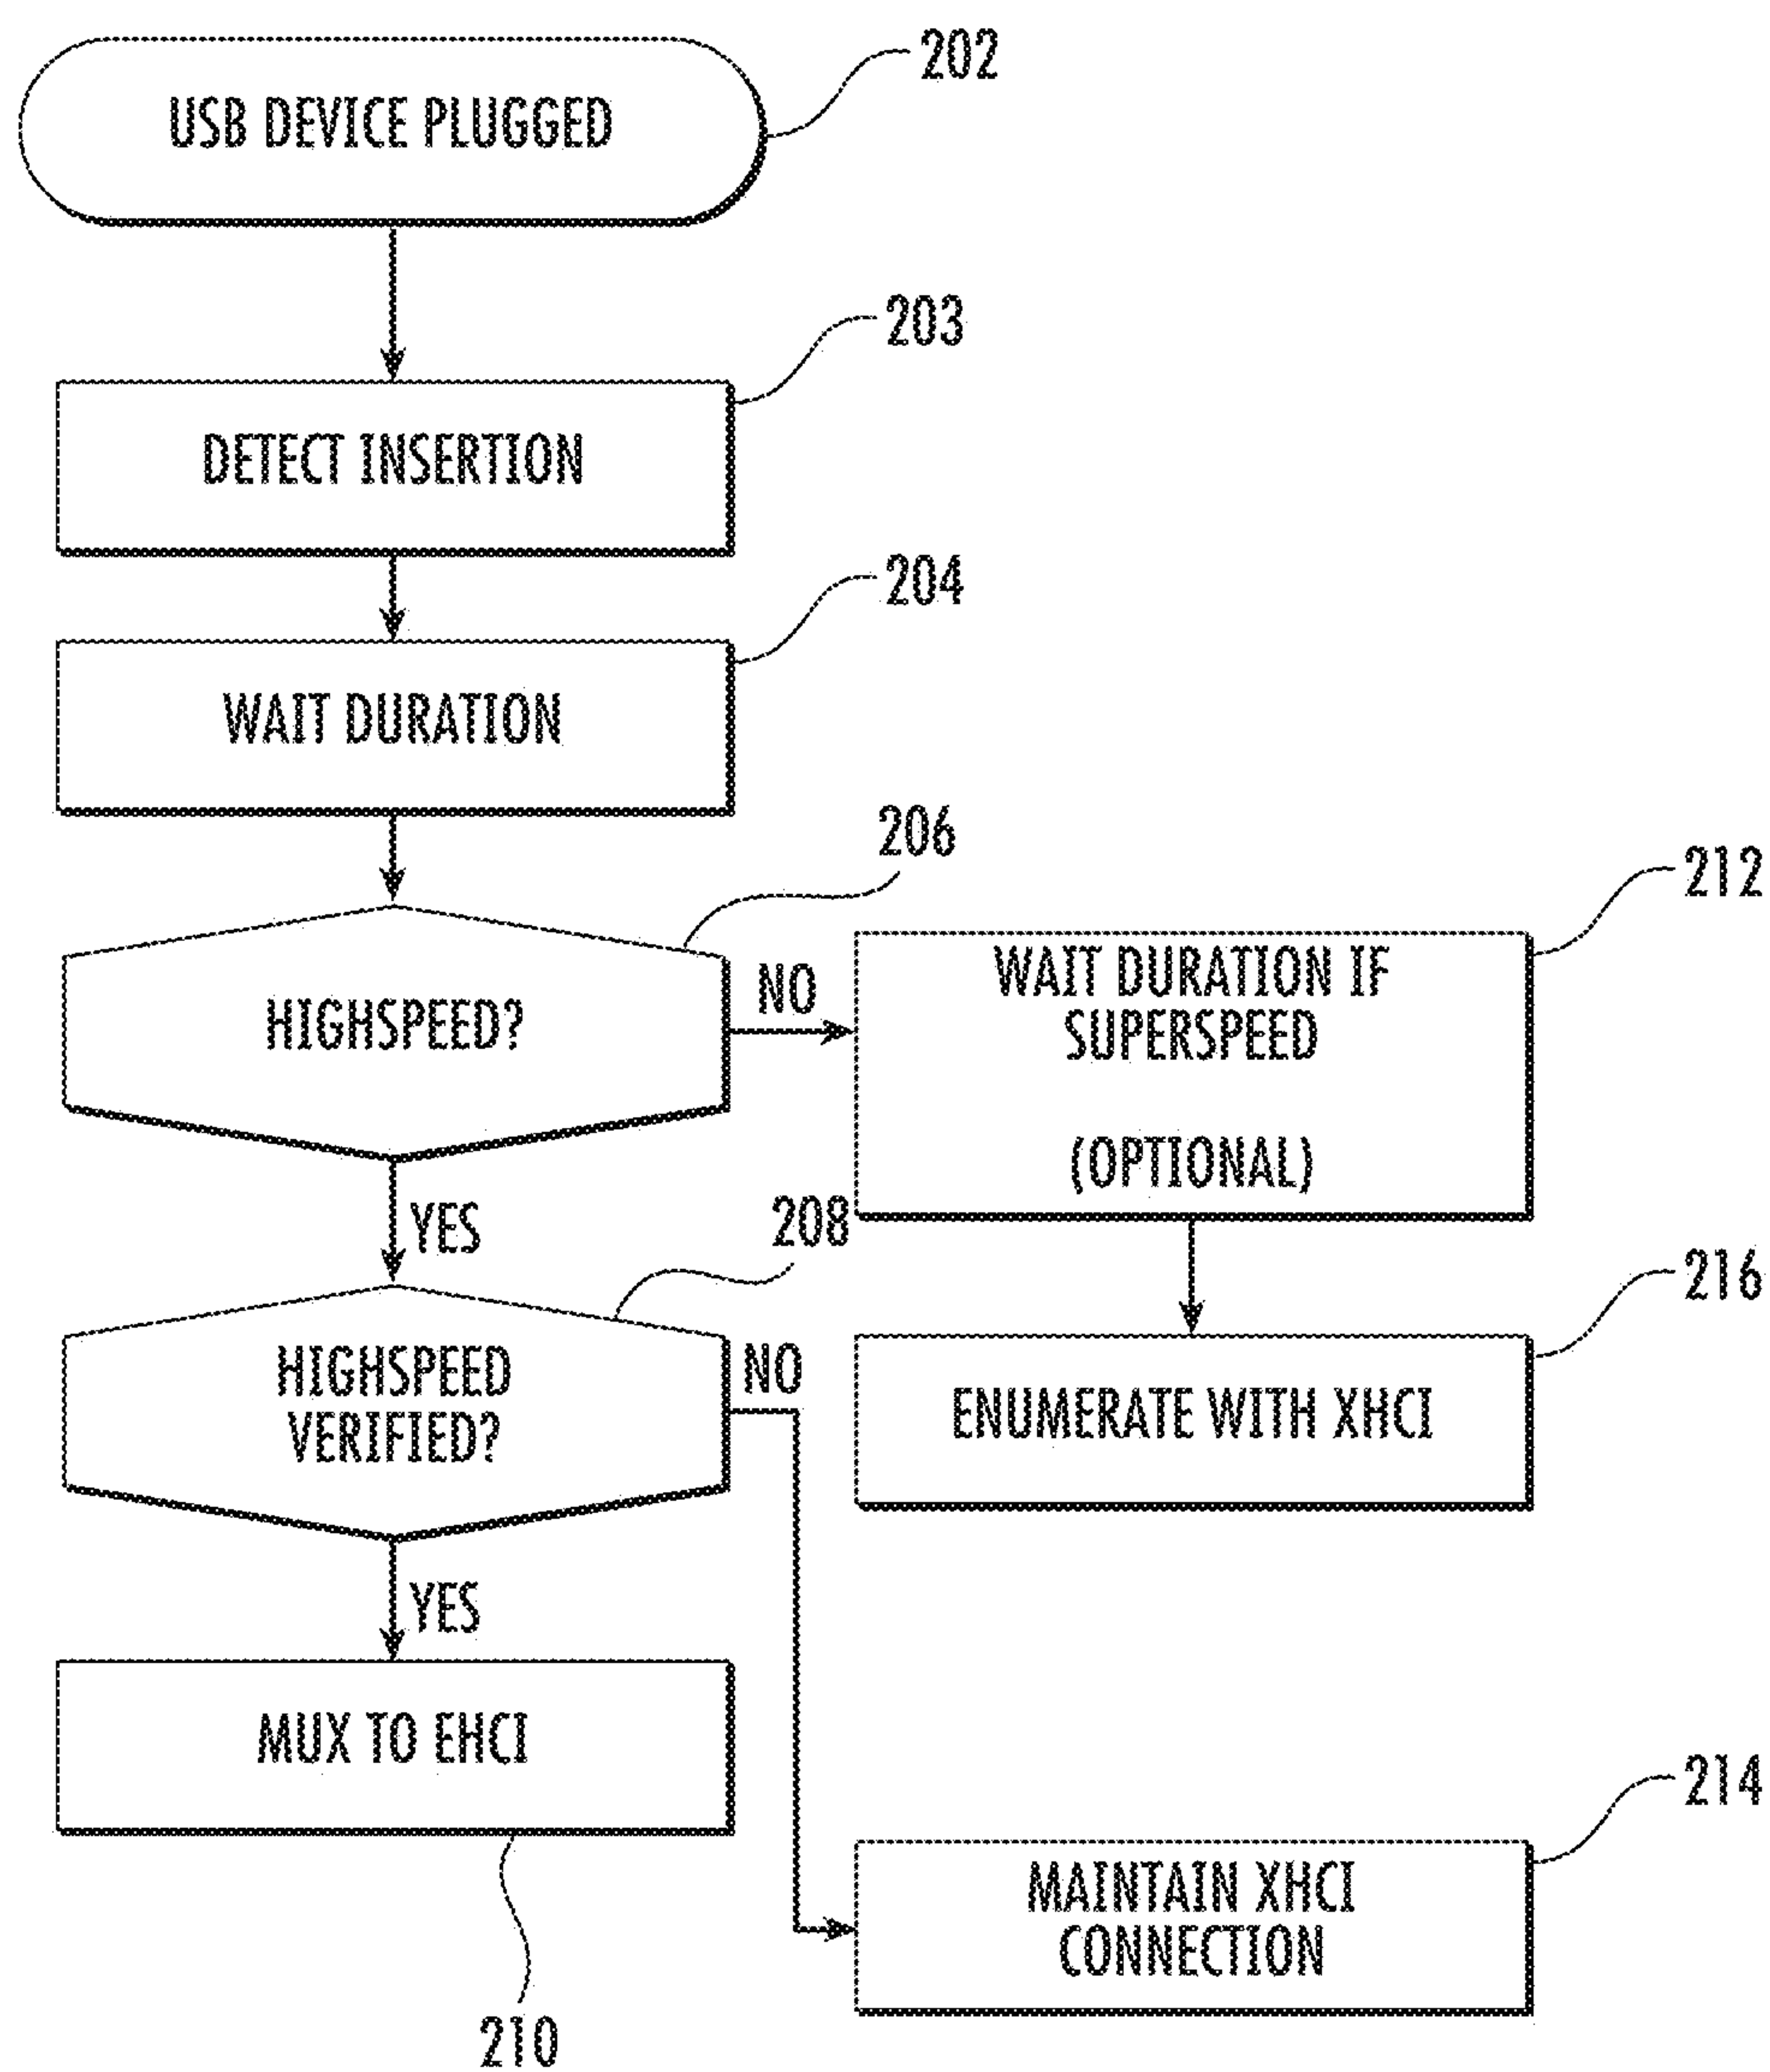 202
USB DEVICE PLUGGED
203
DETECT INSERTION
204
WAIT DURATION
206
HIGHSPEED?
NO
212
WAIT DURATION IF
SUPERSPEED
(OPTIONAL)
YES
208
HIGHSPEED
VERIFIED?
NO
216
ENUMERATE WITH XHCI
YES
MUX TO EHCI
210
214
MAINTAIN XHCI
CONNECTION